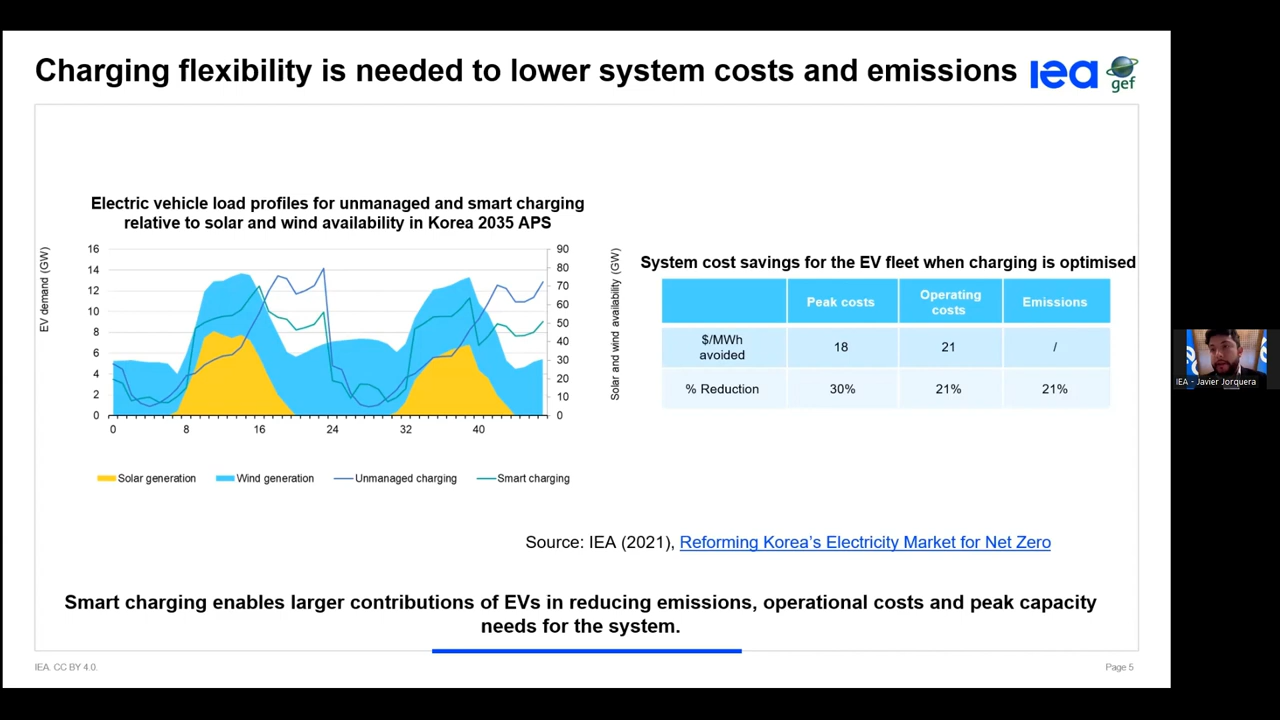 Charging flexibility is needed to lower system costs and emissions
iea
gef
Electric vehicle load profiles for unmanaged and smart charging
relative to solar and wind availability in Korea 2035 APS
EV demand (GW)
16
14
12
10
8
6
4
2
0
90
80
70
60
50
40
30
20
10
0
Solar and wind availability (GW)
0 8 16 24 32 40
Solar generation Wind generation Unmanaged charging Smart charging
System cost savings for the EV fleet when charging is optimised
Peak costs Operating costs Emissions
$/MWh avoided 18 21 /
% Reduction 30% 21% 21%
Source: IEA (2021), Reforming Korea's Electricity Market for Net Zero
Smart charging enables larger contributions of EVs in reducing emissions, operational costs and peak capacity
needs for the system.
IEA. CC BY 4.0.
Page 5
IEA - Javier Jorquera